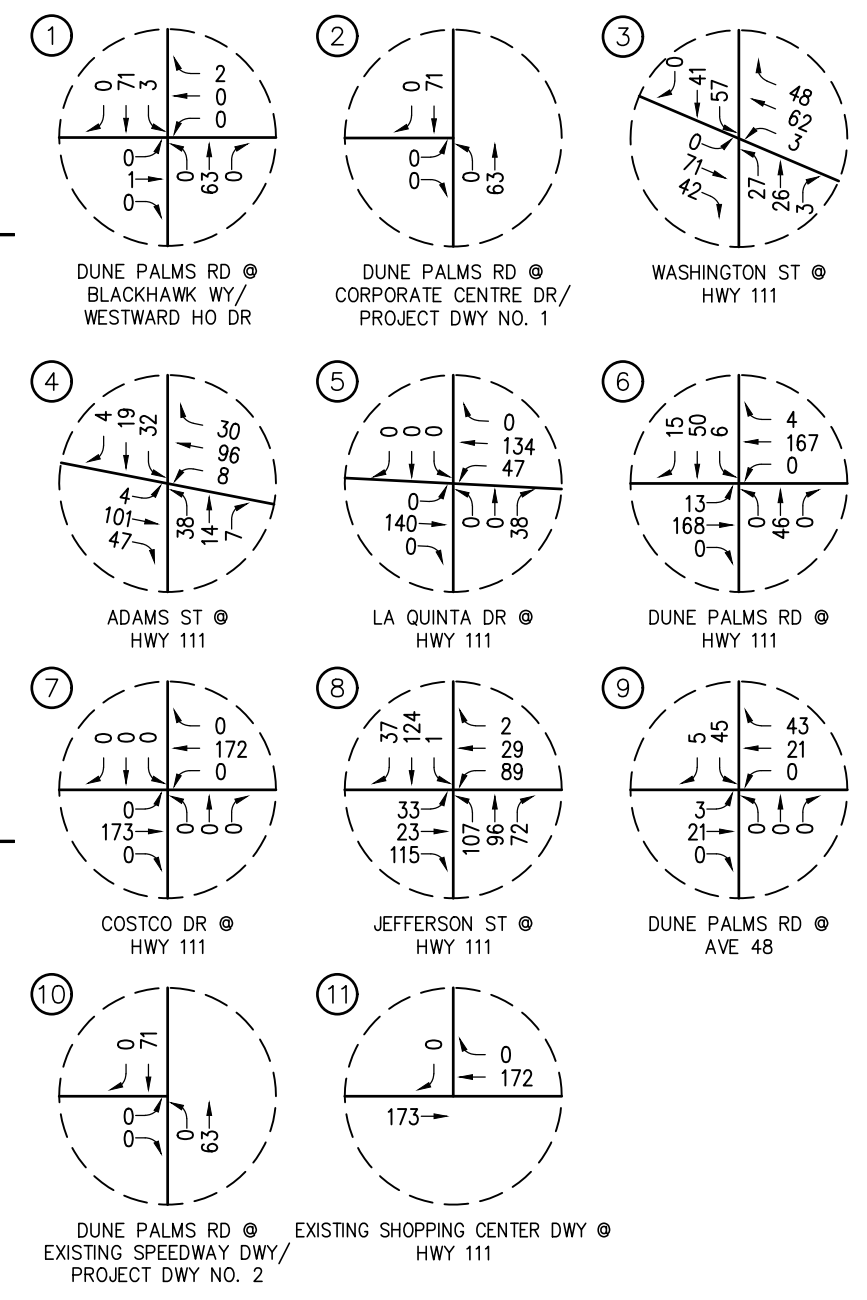 1
0 71 3
2
0
0
0
1
0
0 63 0
DUNE PALMS RD @
BLACKHAWK WY/
WESTWARD HO DR
2
0 71
0
0
0 63
DUNE PALMS RD @
CORPORATE CENTRE DR/
PROJECT DWY NO. 1
3
0 41 57
48
62
3
0
71
42
27 26 3
WASHINGTON ST @
HWY 111
4
4 19 32
30
96
8
4
101
47
38 14 7
ADAMS ST @
HWY 111
5
0 0 0
0
134
47
0
140
0
0 0 38
LA QUINTA DR @
HWY 111
6
15 50 6
4
167
0
13
168
0
0 46 0
DUNE PALMS RD @
HWY 111
7
0 0 0
0
172
0
0
173
0
0 0 0
COSTCO DR @
HWY 111
8
37 124 1
2
29
89
33
23
115
107 96 72
JEFFERSON ST @
HWY 111
9
5 45
43
21
0
3
21
0
0 0 0
DUNE PALMS RD @
AVE 48
10
0 71
0
0
0 63
DUNE PALMS RD @
EXISTING SPEEDWAY DWY/
PROJECT DWY NO. 2
11
0
0
172
173
EXISTING SHOPPING CENTER DWY @
HWY 111